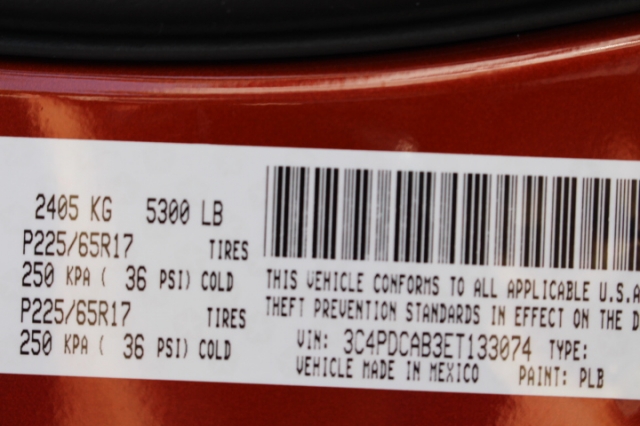 2405 KG 5300 LB
P225/65R17 TIRES
250 KPA ( 36 PSI) COLD
P225/65R17 TIRES
250 KPA ( 36 PSI) COLD
THIS VEHICLE CONFORMS TO ALL APPLICABLE U.S.A
THEFT PREVENTION STANDARDS IN EFFECT ON THE D
VIN: 3C4PDCAB3ET133074 TYPE:
VEHICLE MADE IN MEXICO PAINT: PLB